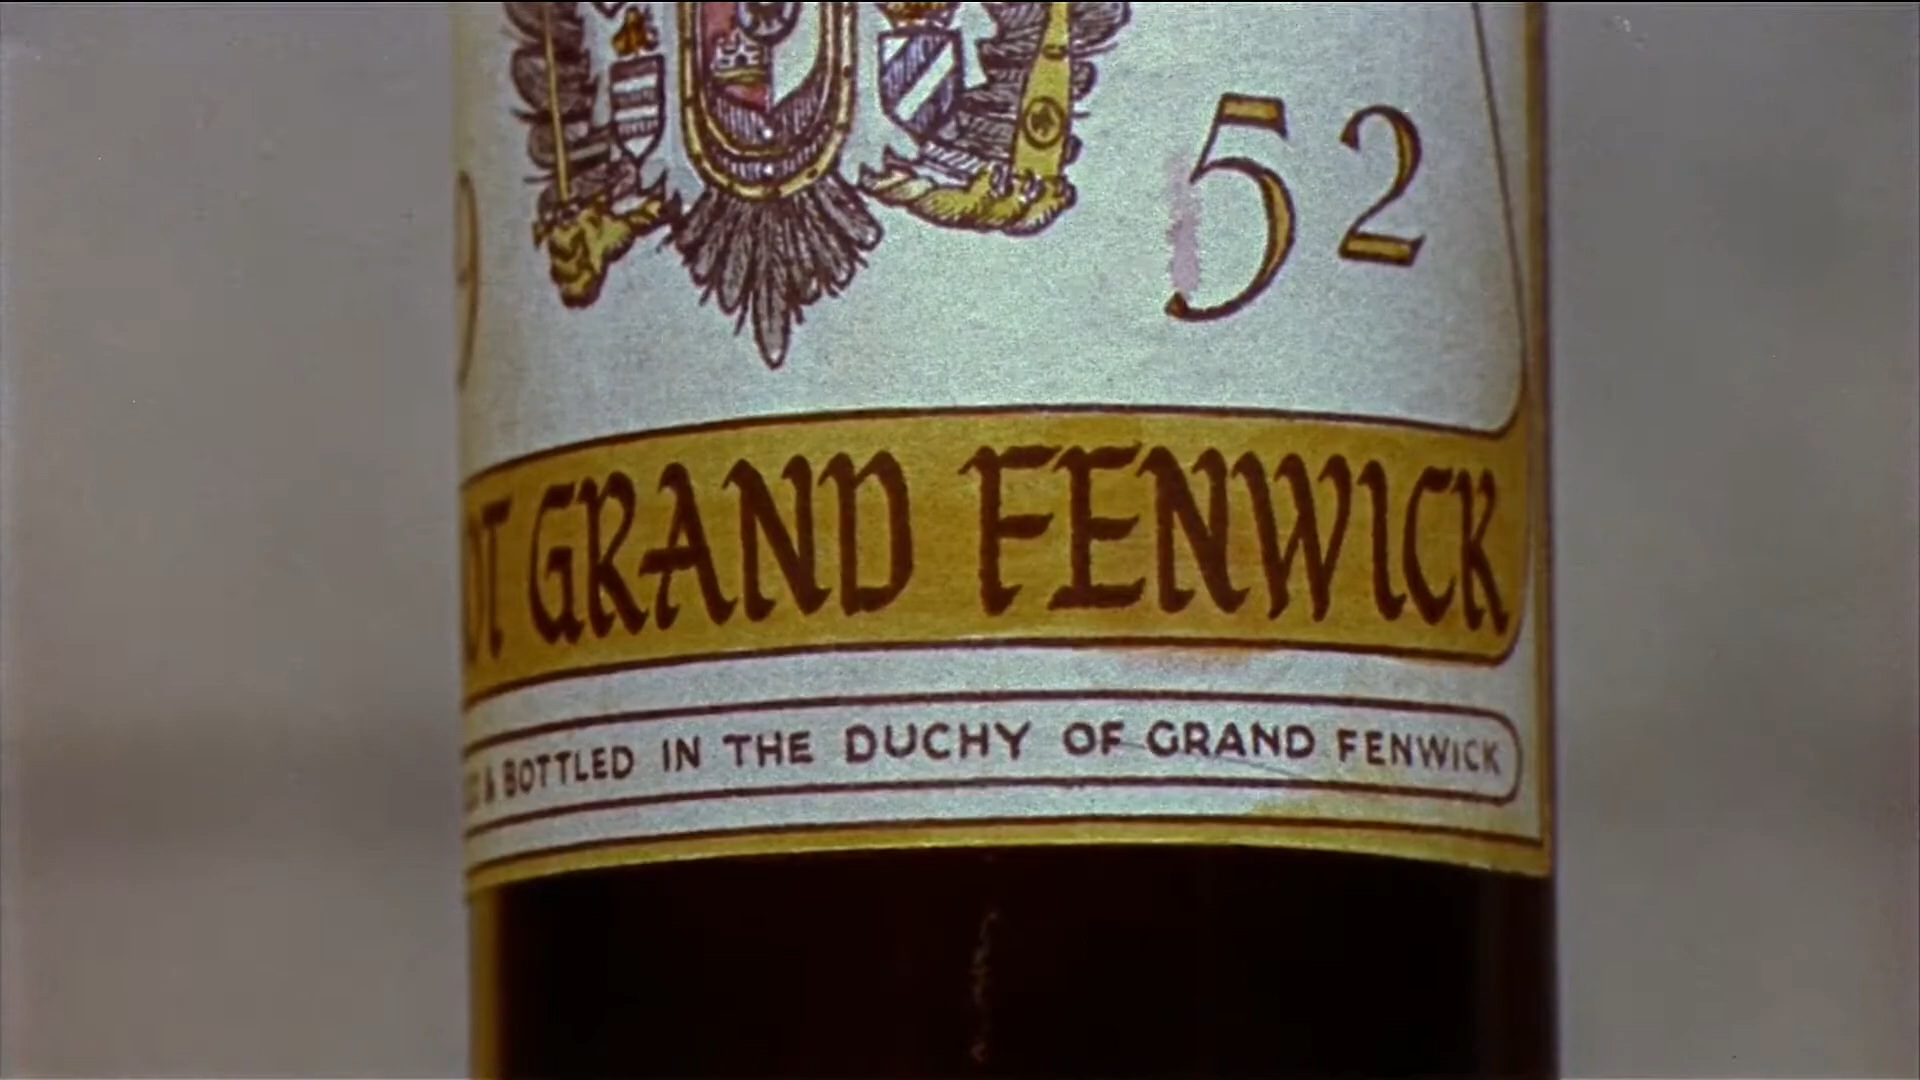 52
GRAND FENWICK
& BOTTLED IN THE DUCHY OF GRAND FENWICK